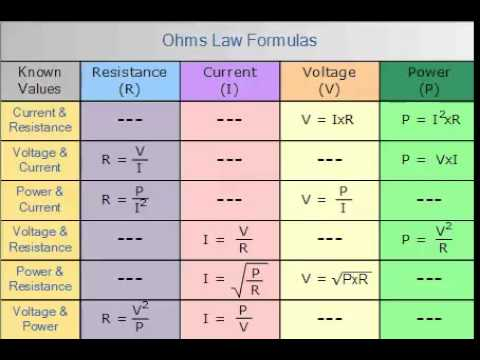 Ohms Law Formulas
Known Values Resistance (R) Current (I) Voltage (V) Power (P)
Current & Resistance --- --- V = IxR P = I²xR
Voltage & Current R = V/I --- --- P = VxI
Power & Current R = P/I² --- V = P/I ---
Voltage & Resistance --- I = V/R --- P = V²/R
Power & Resistance --- I = √(P/R) V = √PxR ---
Voltage & Power R = V²/P I = P/V --- ---